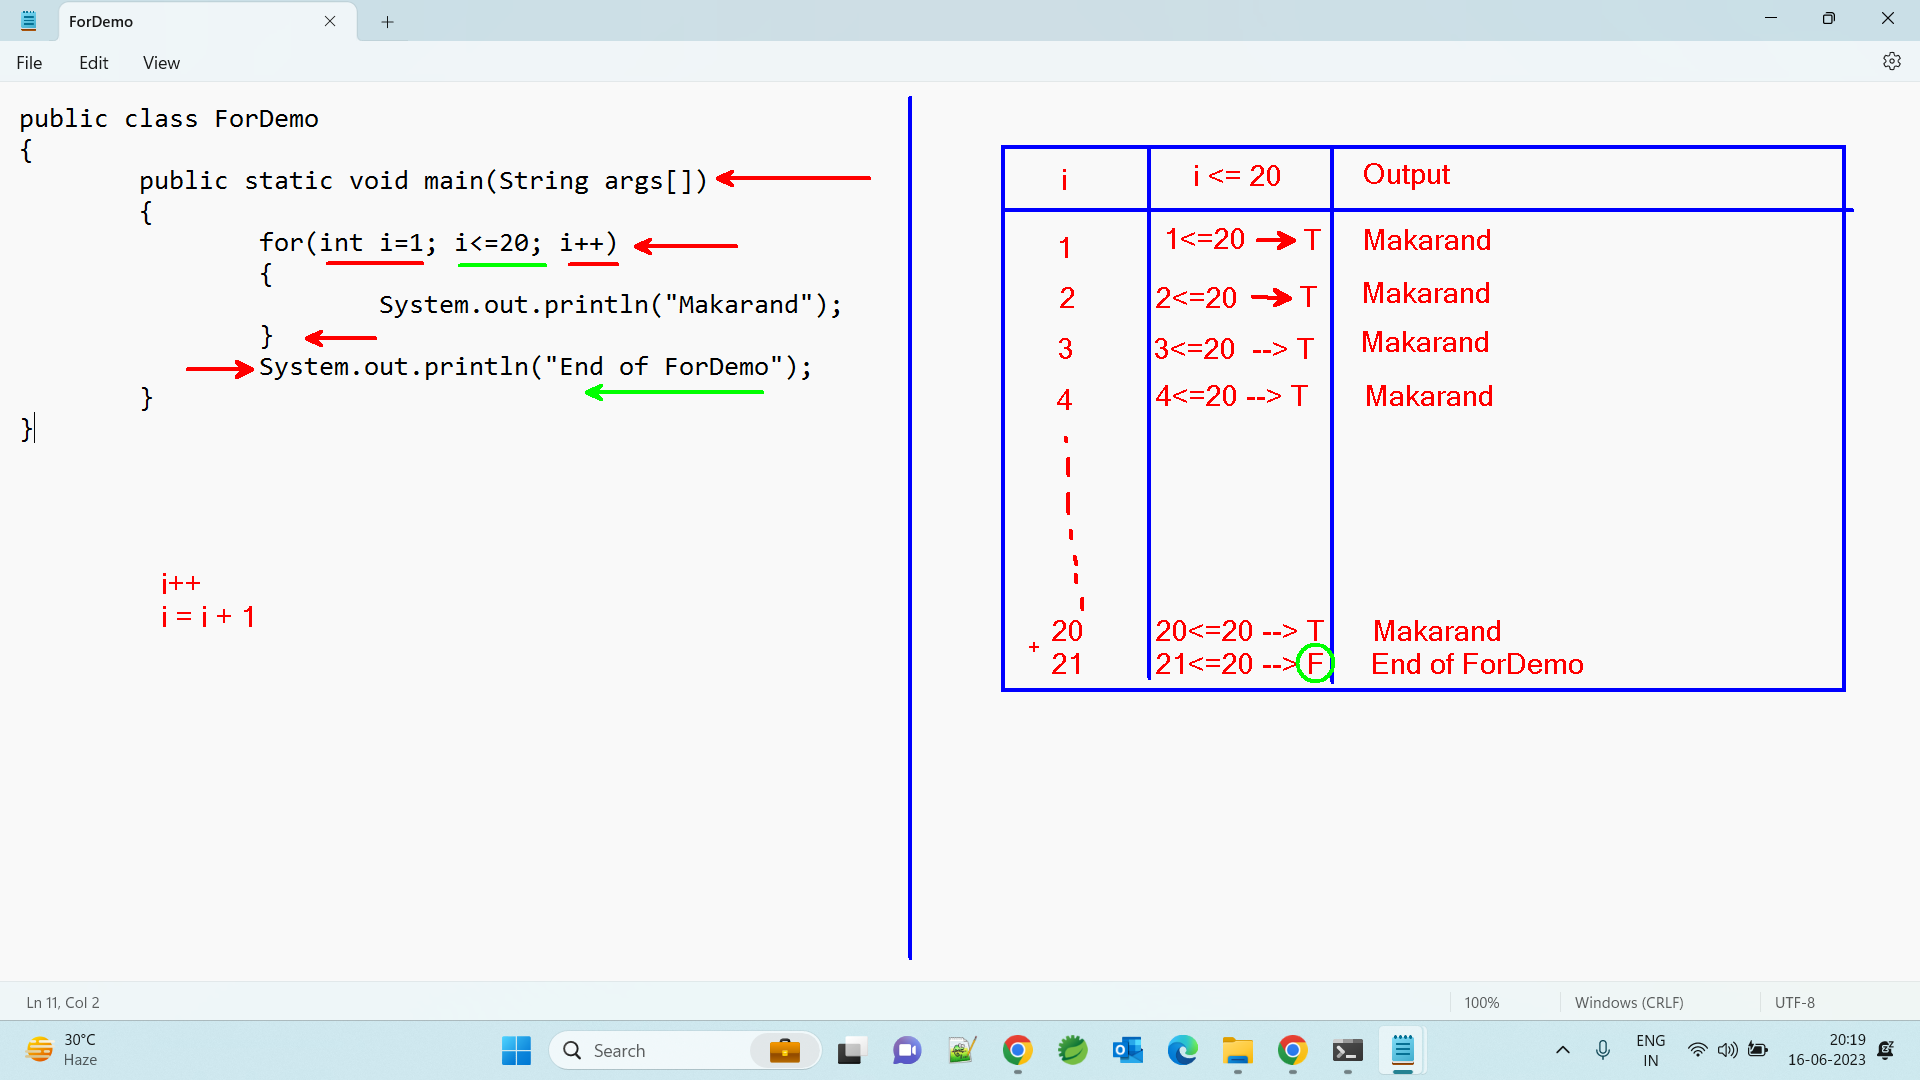 ForDemo
File Edit View
public class ForDemo
{
public static void main(String args[])
{
for(int i=1; i<=20; i++)
{
System.out.println("Makarand");
}
System.out.println("End of ForDemo");
}
}
i++
i = i + 1
i i <= 20 Output
1 1<=20 T Makarand
2 2<=20 T Makarand
3 3<=20 --> T Makarand
4 4<=20 --> T Makarand
20 20<=20 --> T Makarand
+
21 21<=20 --> F End of ForDemo
Ln 11, Col 2 100% Windows (CRLF) UTF-8
30°C
Haze
Search
ENG
IN
20:19
16-06-2023